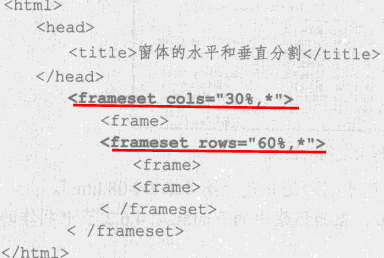 <html>
<head>
<title>窗体的水平和垂直分割</title>
</head>
<frameset cols="30%,*">
<frame>
<frameset rows="60%,*">
<frame>
<frame>
< /frameset>
< /frameset>
</html>